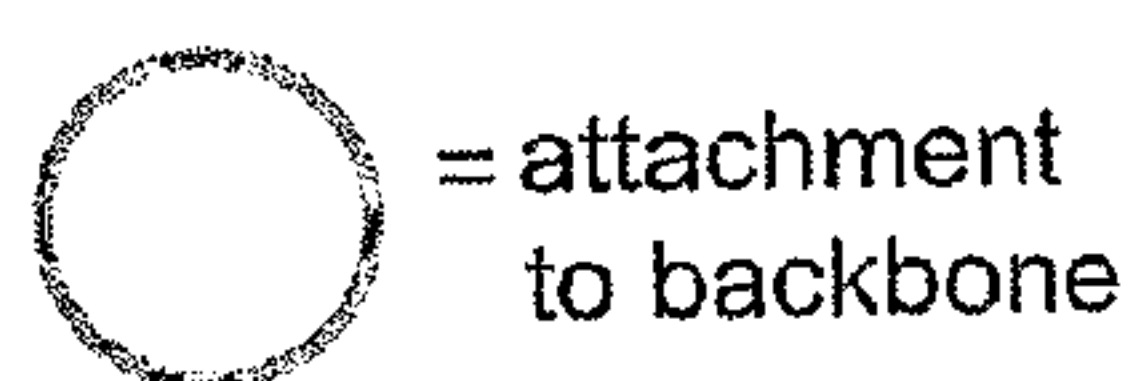 = attachment
to backbone